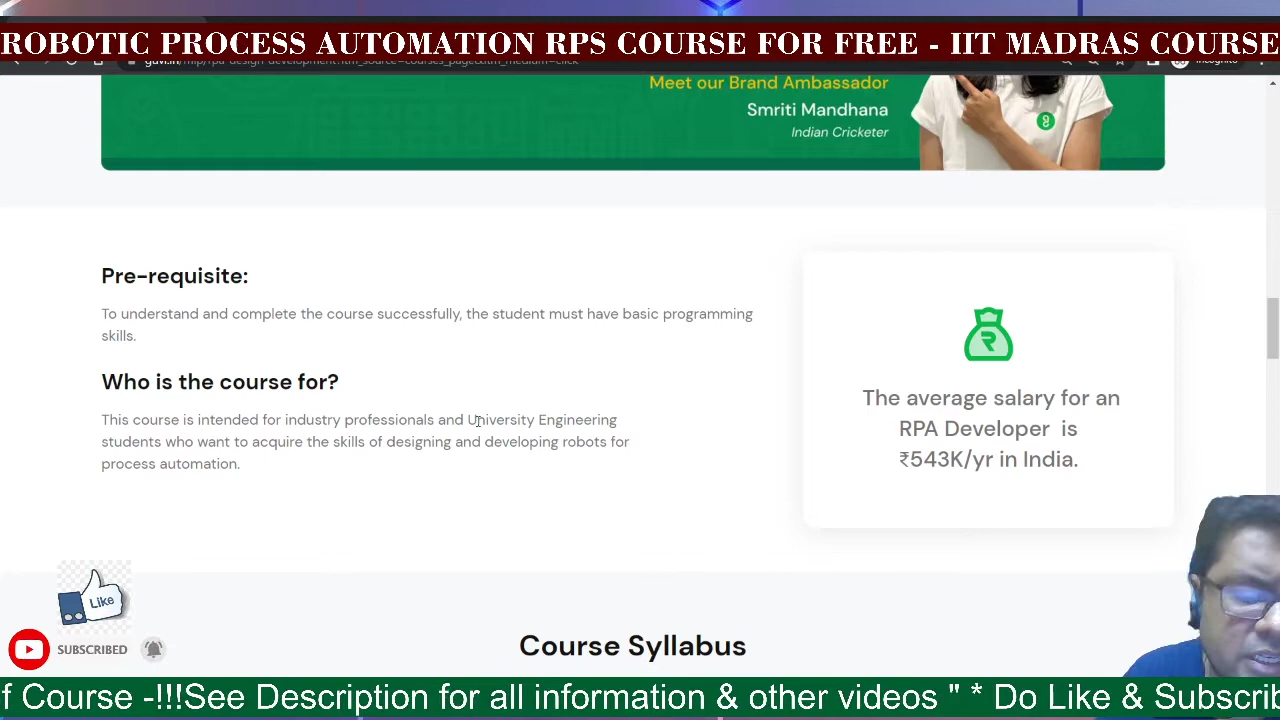 ROBOTIC PROCESS AUTOMATION RPS COURSE FOR FREE - IIT MADRAS COURSE
Meet our Brand Ambassador
Smriti Mandhana
Indian Cricketer
Pre-requisite:
To understand and complete the course successfully, the student must have basic programming
skills.
Who is the course for?
This course is intended for industry professionals and University Engineering
students who want to acquire the skills of designing and developing robots for
process automation.
The average salary for an
RPA Developer is
₹543K/yr in India.
Like
SUBSCRIBED
Course Syllabus
f Course -!!!See Description for all information & other videos " * Do Like & Subscrib